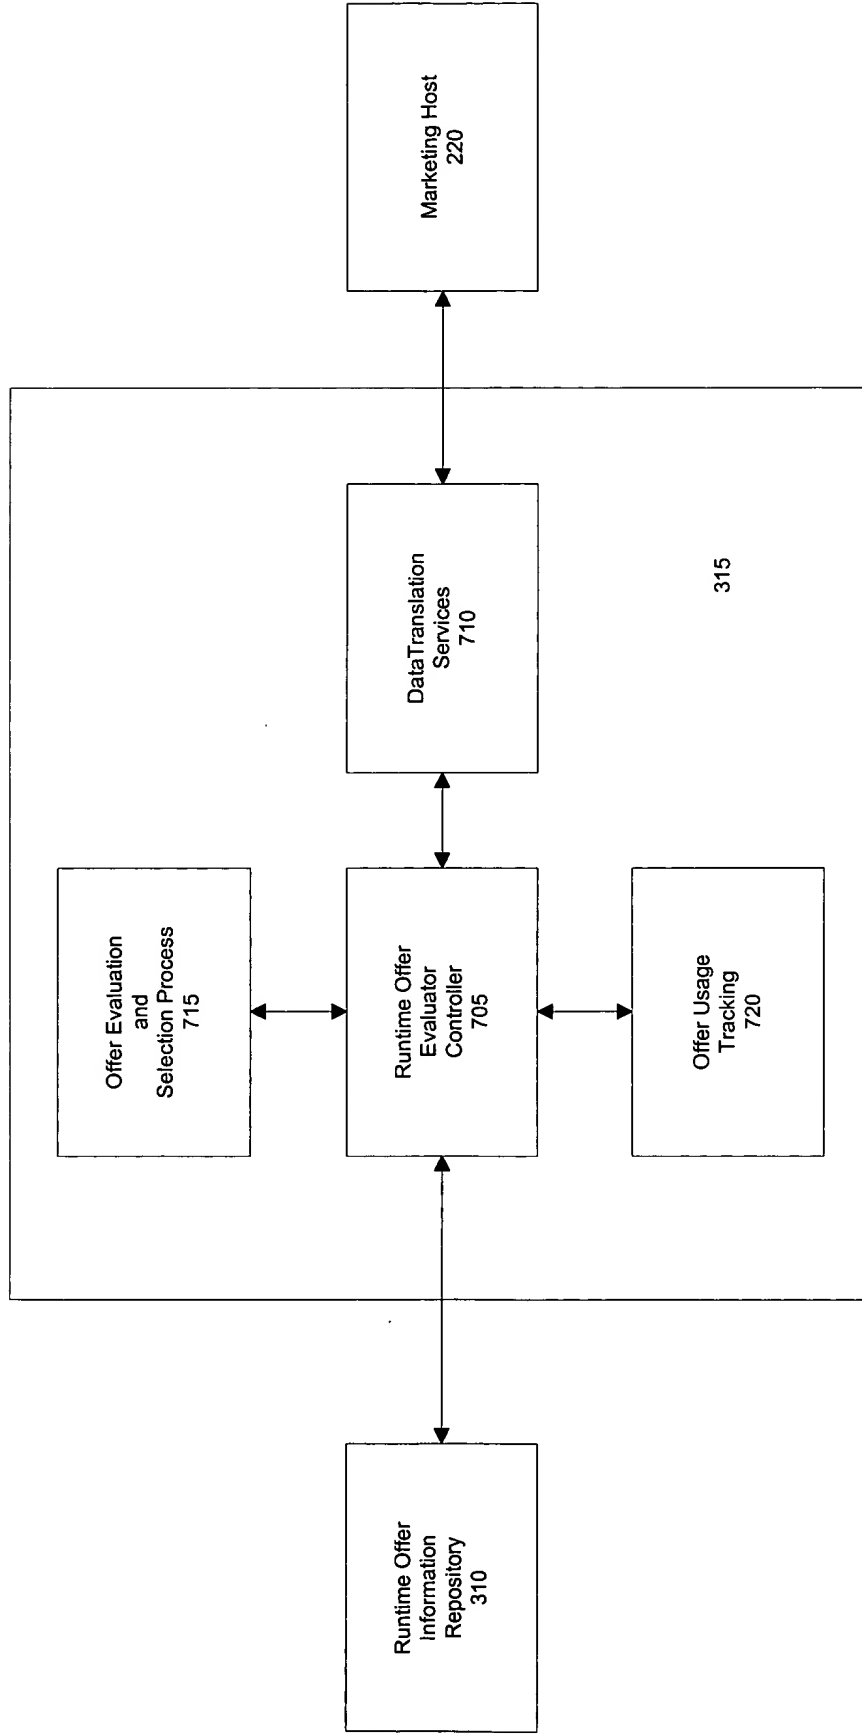 Offer Evaluation
and
Selection Process
715
Runtime Offer
Information
Repository
310
Runtime Offer
Evaluator
Controller
705
DataTranslation
Services
710
Marketing Host
220
Offer Usage
Tracking
720
315